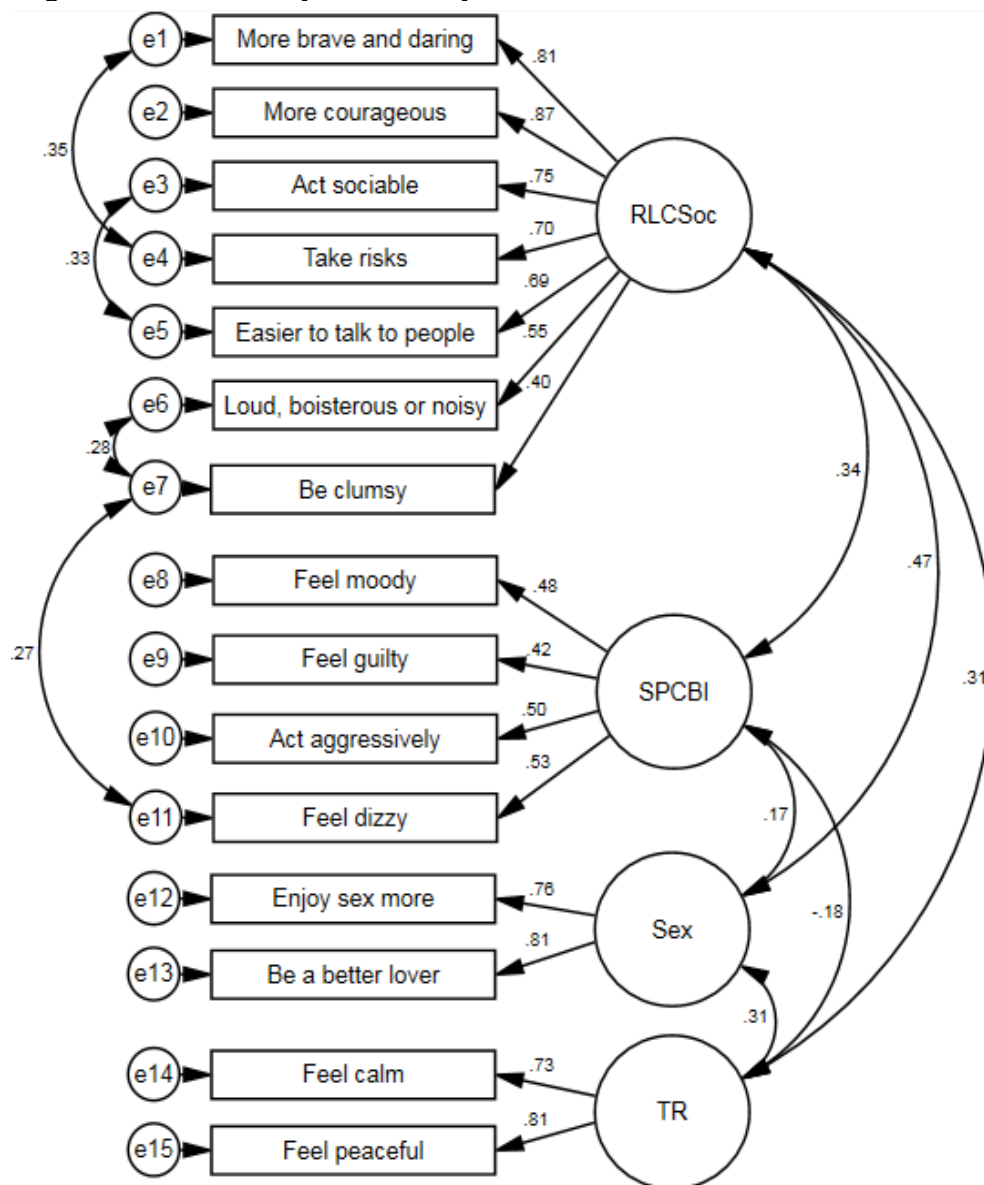 e1 More brave and daring .81
e2 More courageous .87
.35
e3 Act sociable .75
RLCSoc
e4 Take risks .70
.33
.69
e5 Easier to talk to people .55
e6 Loud, boisterous or noisy .40
.28
e7 Be clumsy
.34
.47
e8 Feel moody .48
.27
e9 Feel guilty .42
.31
SPCBI
e10 Act aggressively .50
.53
e11 Feel dizzy
.17
e12 Enjoy sex more .76
Sex
-.18
e13 Be a better lover .81
.31
e14 Feel calm .73
TR
e15 Feel peaceful .81